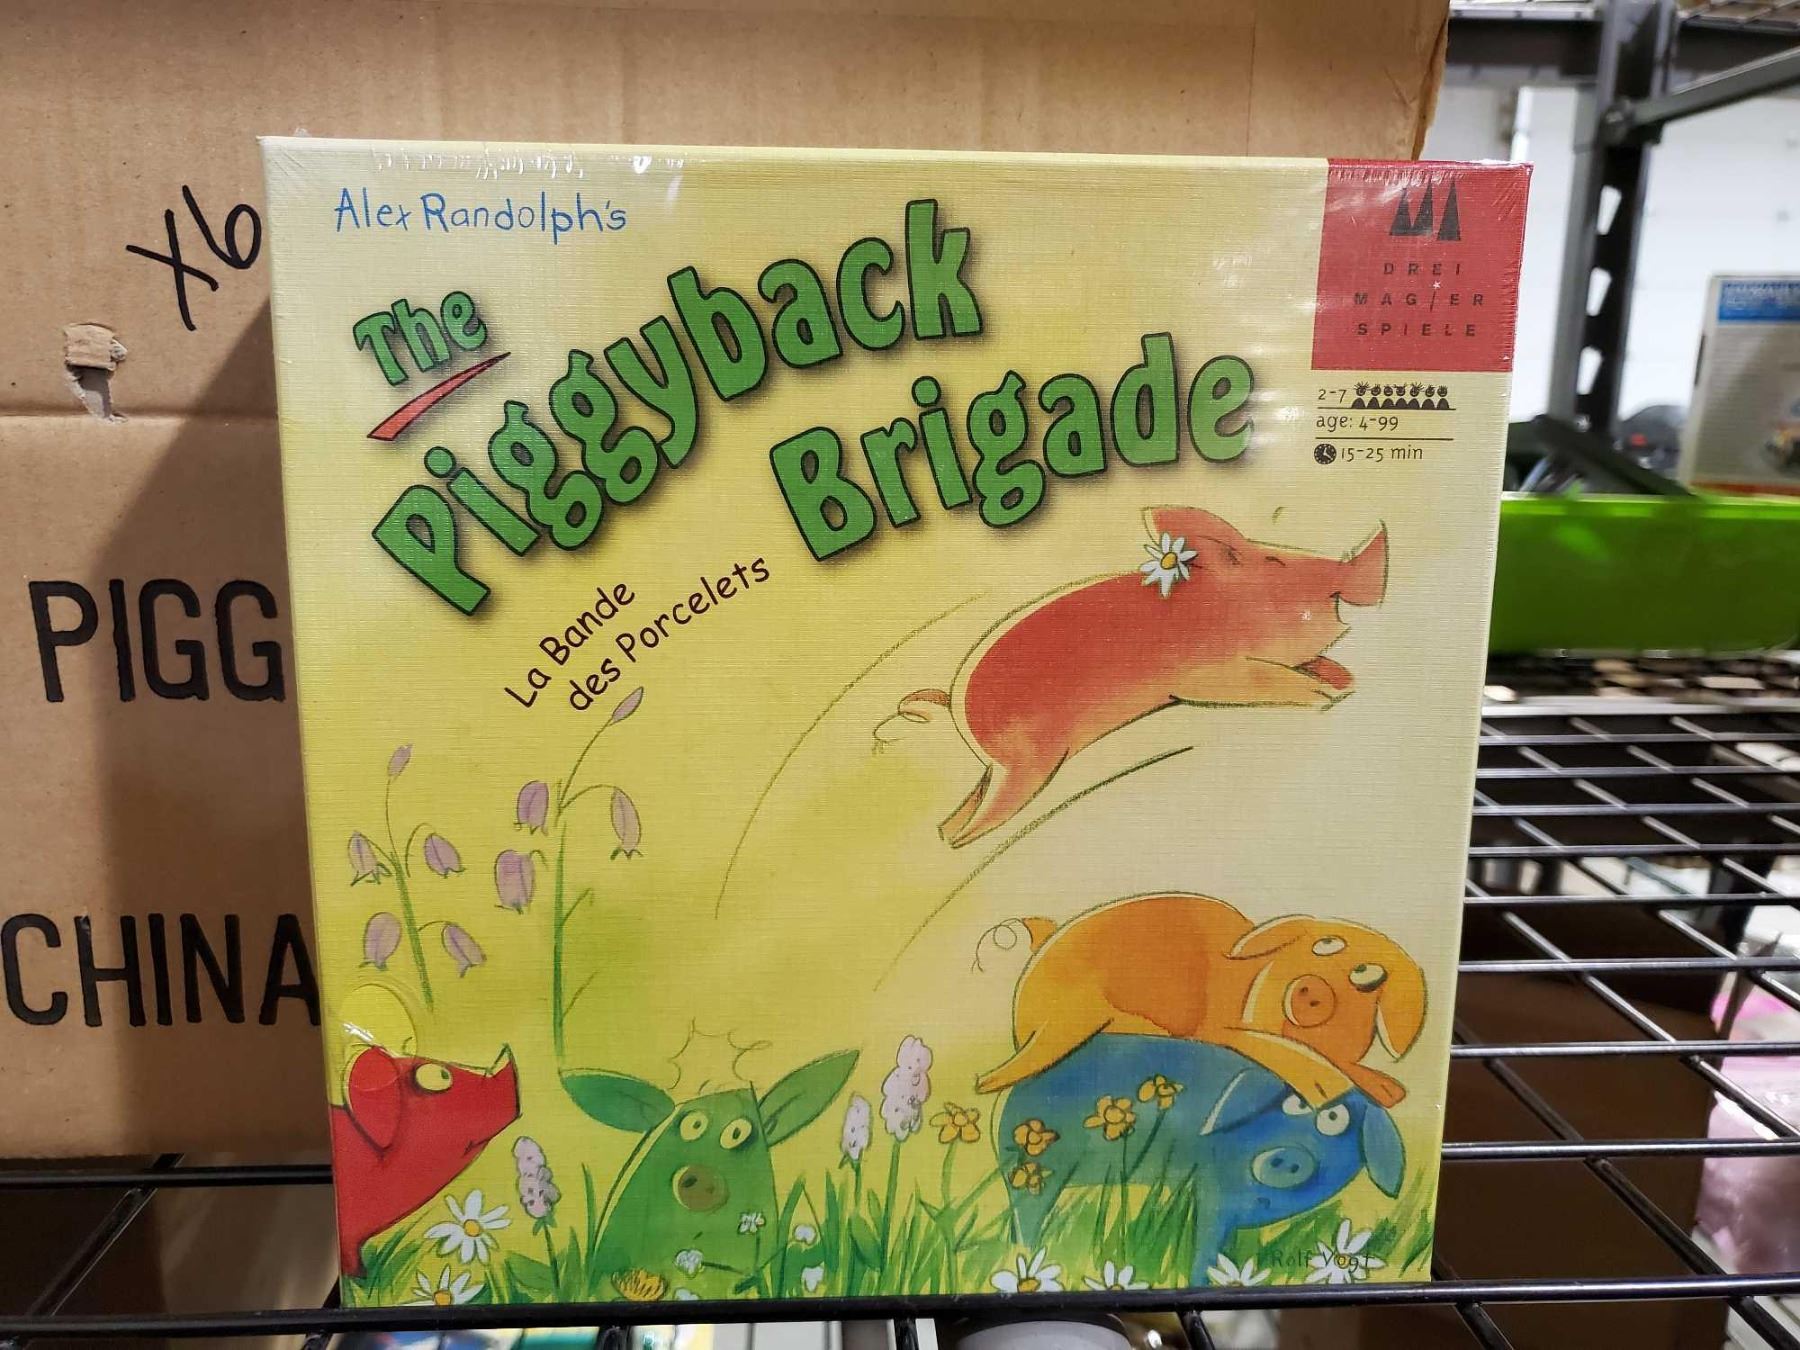 X6
PIGG
CHINA
Alex Randolph's
The
Piggyback
Brigade
La Bande
des Porcelets
DREI
MAGIER
SPIELE
2-7
age: 4-99
15-25 min
Rolf Vogt